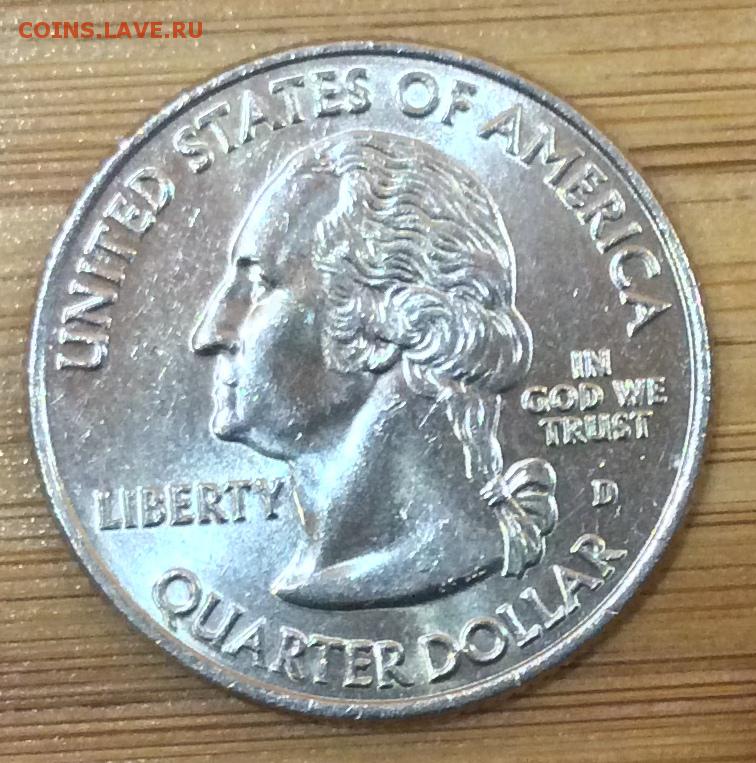 COINS.LAVE.RU
UNITED STATES OF AMERICA
IN
GOD WE
TRUST
LIBERTY
D
QUARTER DOLLAR